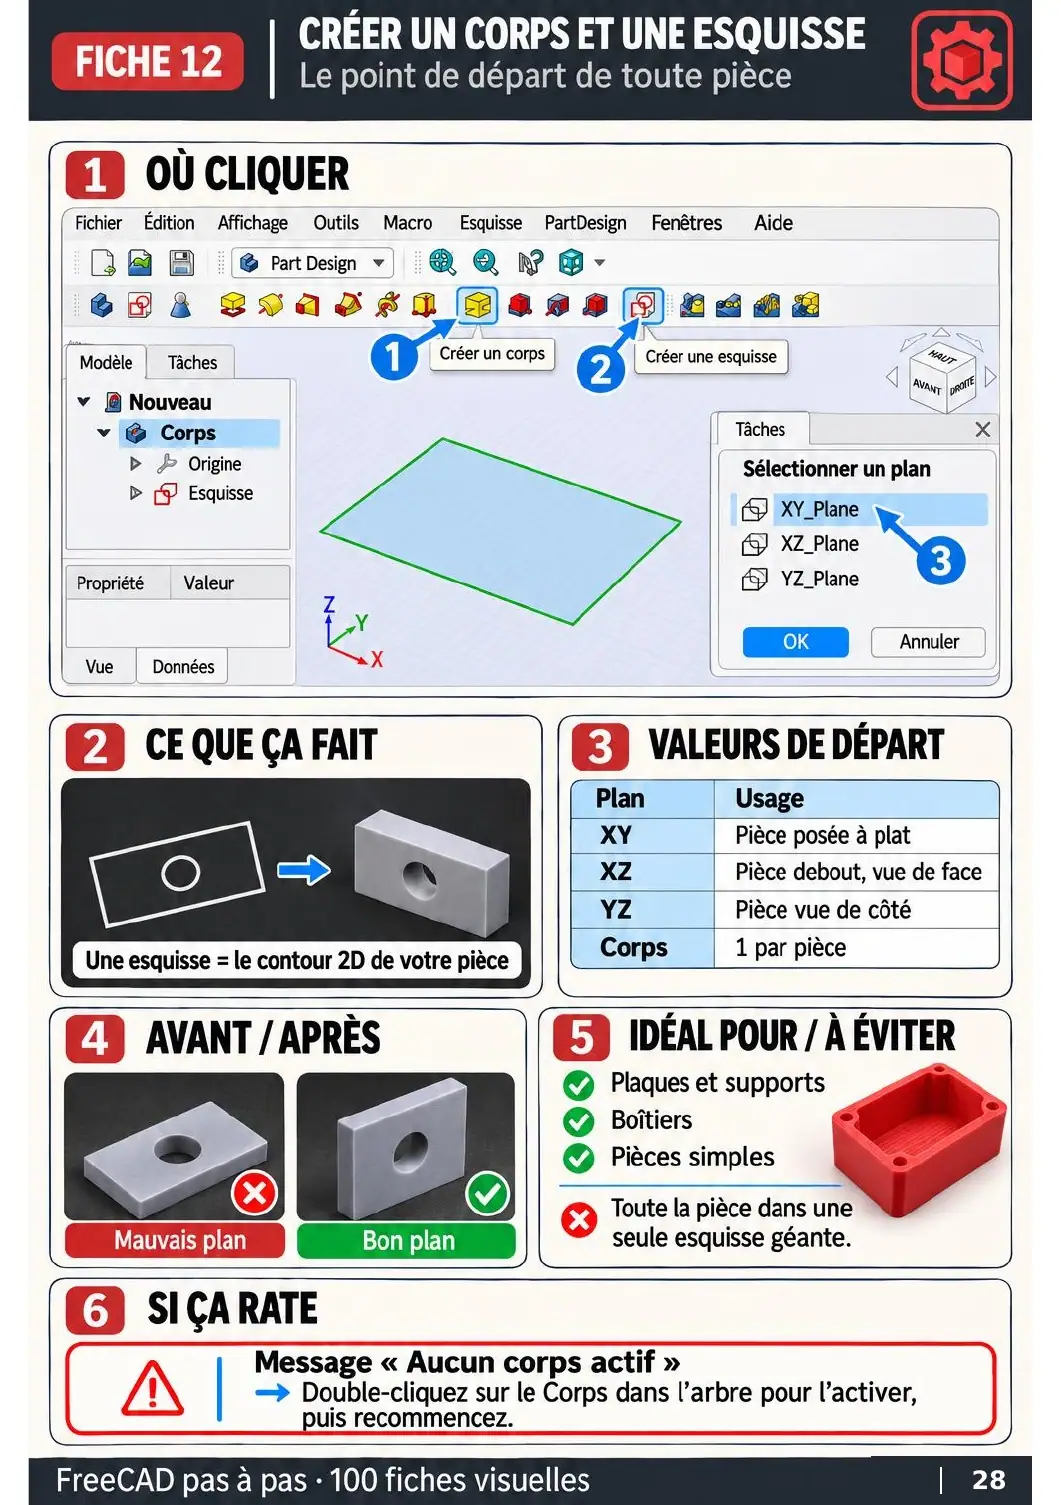 FICHE 12
CRÉER UN CORPS ET UNE ESQUISSE
Le point de départ de toute pièce
1 OÙ CLIQUER
Fichier Édition Affichage Outils Macro Esquisse PartDesign Fenêtres Aide
Part Design
1 Créer un corps
2 Créer une esquisse
Modèle Tâches
Nouveau
Corps
Origine
Esquisse
Propriété Valeur
Vue Données
Z
Y
X
HAUT
AVANT DROITE
Tâches
Sélectionner un plan
XY_Plane
XZ_Plane
YZ_Plane
3
OK Annuler
2 CE QUE ÇA FAIT
Une esquisse = le contour 2D de votre pièce
3 VALEURS DE DÉPART
Plan Usage
XY Pièce posée à plat
XZ Pièce debout, vue de face
YZ Pièce vue de côté
Corps 1 par pièce
4 AVANT / APRÈS
Mauvais plan
Bon plan
5 IDÉAL POUR / À ÉVITER
Plaques et supports
Boîtiers
Pièces simples
Toute la pièce dans une
seule esquisse géante.
6 SI ÇA RATE
Message « Aucun corps actif »
→ Double-cliquez sur le Corps dans l'arbre pour l'activer,
puis recommencez.
FreeCAD pas à pas · 100 fiches visuelles | 28